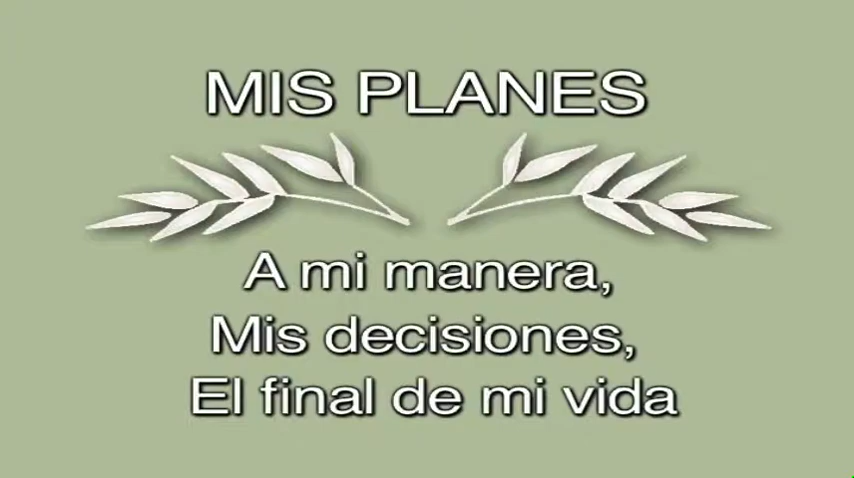 MIS PLANES
A mi manera,
Mis decisiones,
El final de mi vida